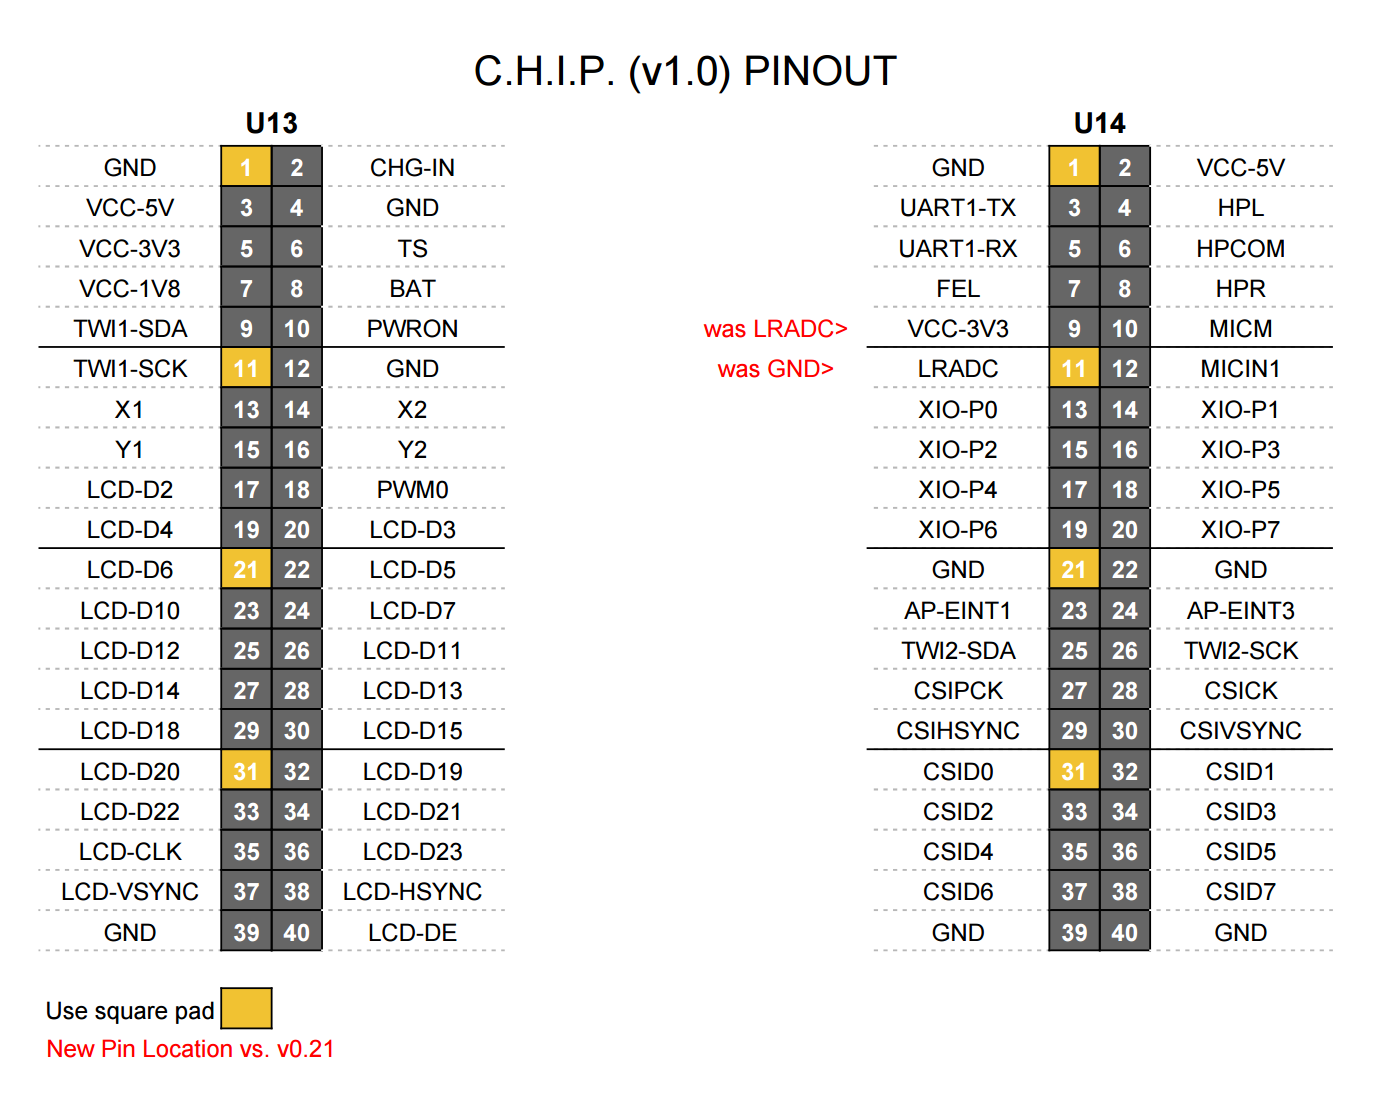 C.H.I.P. (v1.0) PINOUT
U13 U14
GND 1 2 CHG-IN GND 1 2 VCC-5V
VCC-5V 3 4 GND UART1-TX 3 4 HPL
VCC-3V3 5 6 TS UART1-RX 5 6 HPCOM
VCC-1V8 7 8 BAT FEL 7 8 HPR
TWI1-SDA 9 10 PWRON was LRADC> VCC-3V3 9 10 MICM
TWI1-SCK 11 12 GND was GND> LRADC 11 12 MICIN1
X1 13 14 X2 XIO-P0 13 14 XIO-P1
Y1 15 16 Y2 XIO-P2 15 16 XIO-P3
LCD-D2 17 18 PWM0 XIO-P4 17 18 XIO-P5
LCD-D4 19 20 LCD-D3 XIO-P6 19 20 XIO-P7
LCD-D6 21 22 LCD-D5 GND 21 22 GND
LCD-D10 23 24 LCD-D7 AP-EINT1 23 24 AP-EINT3
LCD-D12 25 26 LCD-D11 TWI2-SDA 25 26 TWI2-SCK
LCD-D14 27 28 LCD-D13 CSIPCK 27 28 CSICK
LCD-D18 29 30 LCD-D15 CSIHSYNC 29 30 CSIVSYNC
LCD-D20 31 32 LCD-D19 CSID0 31 32 CSID1
LCD-D22 33 34 LCD-D21 CSID2 33 34 CSID3
LCD-CLK 35 36 LCD-D23 CSID4 35 36 CSID5
LCD-VSYNC 37 38 LCD-HSYNC CSID6 37 38 CSID7
GND 39 40 LCD-DE GND 39 40 GND
Use square pad
New Pin Location vs. v0.21